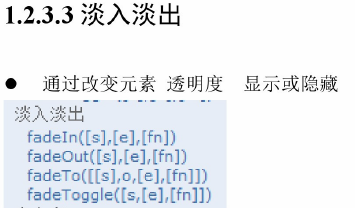 1.2.3.3 淡入淡出
● 通过改变元素 透明度 显示或隐藏
淡入淡出
fadeIn([s],[e],[fn])
fadeOut([s],[e],[fn])
fadeTo([[s],o,[e],[fn]])
fadeToggle([s,[e],[fn]])